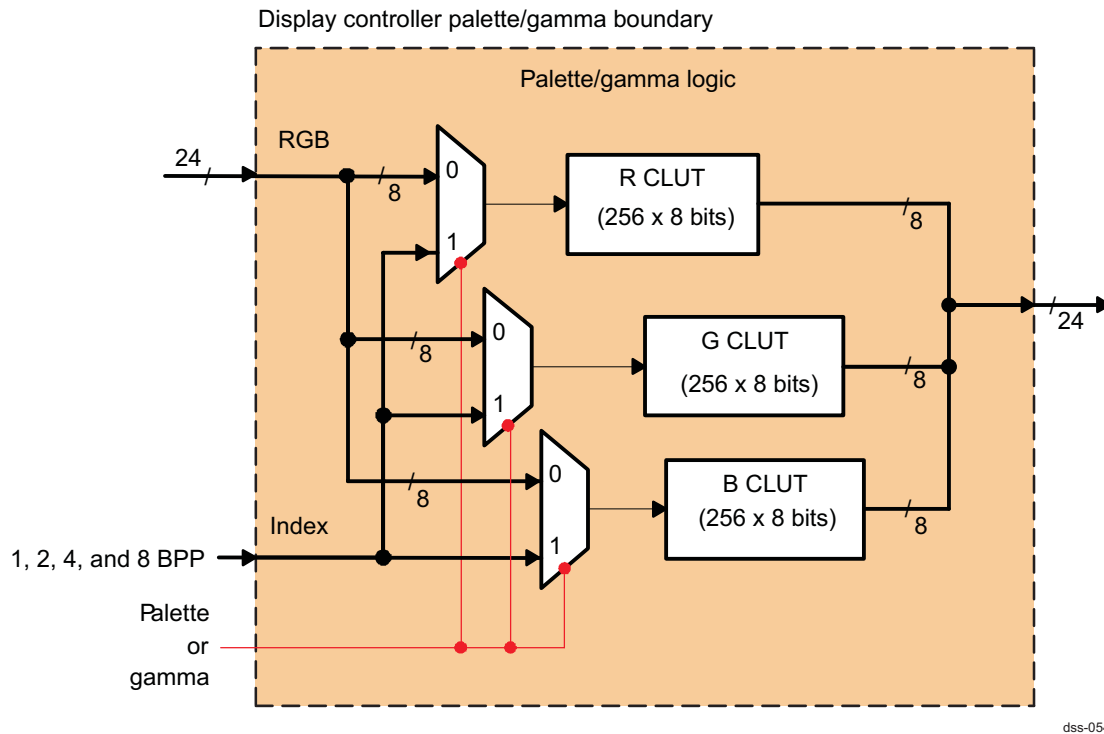 Display controller palette/gamma boundary
Palette/gamma logic
RGB
24
8
0
1
R CLUT
(256 x 8 bits)
8
0
8
1
G CLUT
(256 x 8 bits)
8
24
0
8
1
B CLUT
(256 x 8 bits)
8
Index
1, 2, 4, and 8 BPP
Palette
or
gamma